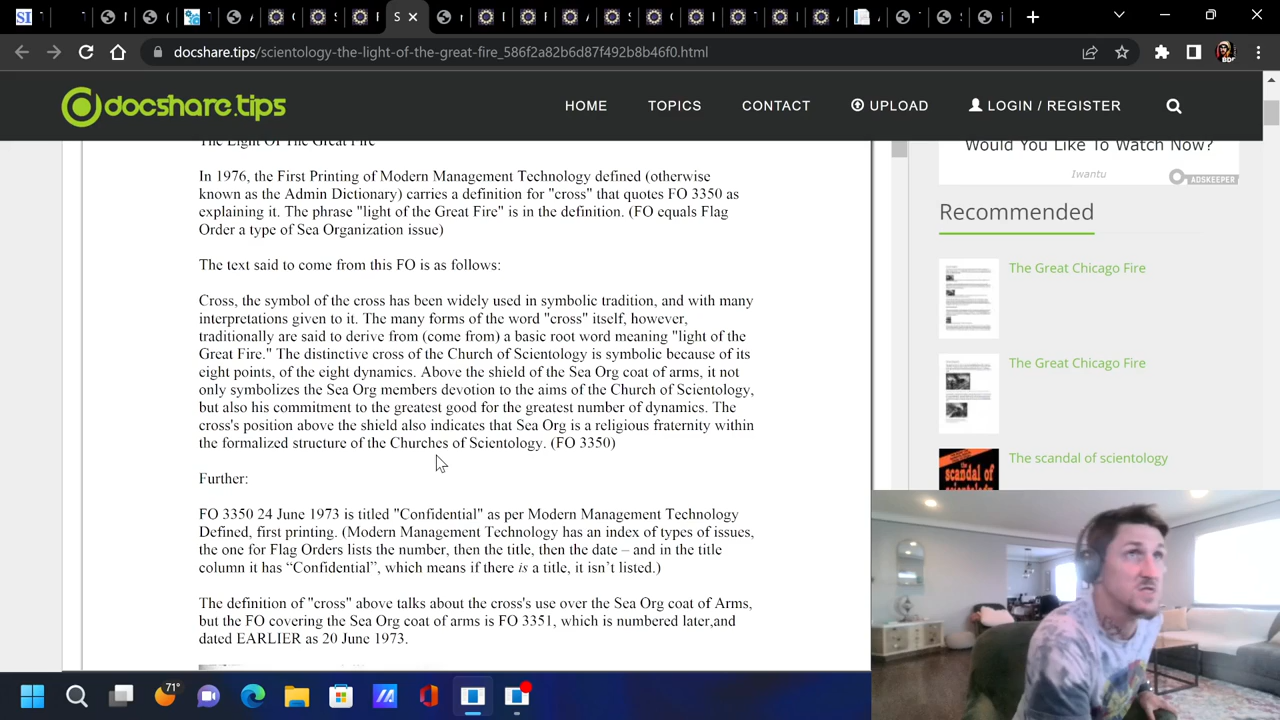 S
docshare.tips/scientology-the-light-of-the-great-fire_586f2a82b6d87f492b8b46f0.html
docshare.tips
HOME
TOPICS
CONTACT
UPLOAD
LOGIN / REGISTER
The Light Of The Great Fire
In 1976, the First Printing of Modern Management Technology defined (otherwise
known as the Admin Dictionary) carries a definition for "cross" that quotes FO 3350 as
explaining it. The phrase "light of the Great Fire" is in the definition. (FO equals Flag
Order a type of Sea Organization issue)
The text said to come from this FO is as follows:
Cross, the symbol of the cross has been widely used in symbolic tradition, and with many
interpretations given to it. The many forms of the word "cross" itself, however,
traditionally are said to derive from (come from) a basic root word meaning "light of the
Great Fire." The distinctive cross of the Church of Scientology is symbolic because of its
eight points, of the eight dynamics. Above the shield of the Sea Org coat of arms, it not
only symbolizes the Sea Org members devotion to the aims of the Church of Scientology,
but also his commitment to the greatest good for the greatest number of dynamics. The
cross's position above the shield also indicates that Sea Org is a religious fraternity within
the formalized structure of the Churches of Scientology. (FO 3350)
Further:
FO 3350 24 June 1973 is titled "Confidential" as per Modern Management Technology
Defined, first printing. (Modern Management Technology has an index of types of issues,
the one for Flag Orders lists the number, then the title, then the date – and in the title
column it has “Confidential”, which means if there is a title, it isn’t listed.)
The definition of "cross" above talks about the cross's use over the Sea Org coat of Arms,
but the FO covering the Sea Org coat of arms is FO 3351, which is numbered later,and
dated EARLIER as 20 June 1973.
Would You Like To Watch Now?
Iwantu
ADSKEEPER
Recommended
The Great Chicago Fire
The Great Chicago Fire
The scandal of scientology
the scandal of scientology
71°